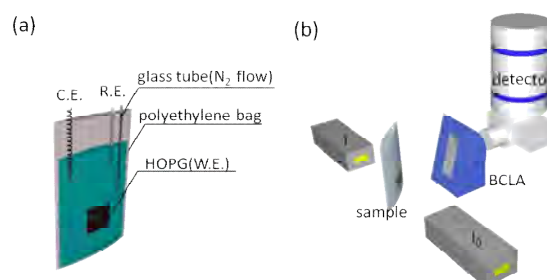 (a)
glass tube(N₂ flow)
C.E. R.E.
polyethylene bag
HOPG(W.E.)
(b)
detecto
I
BCLA
sample
I₀